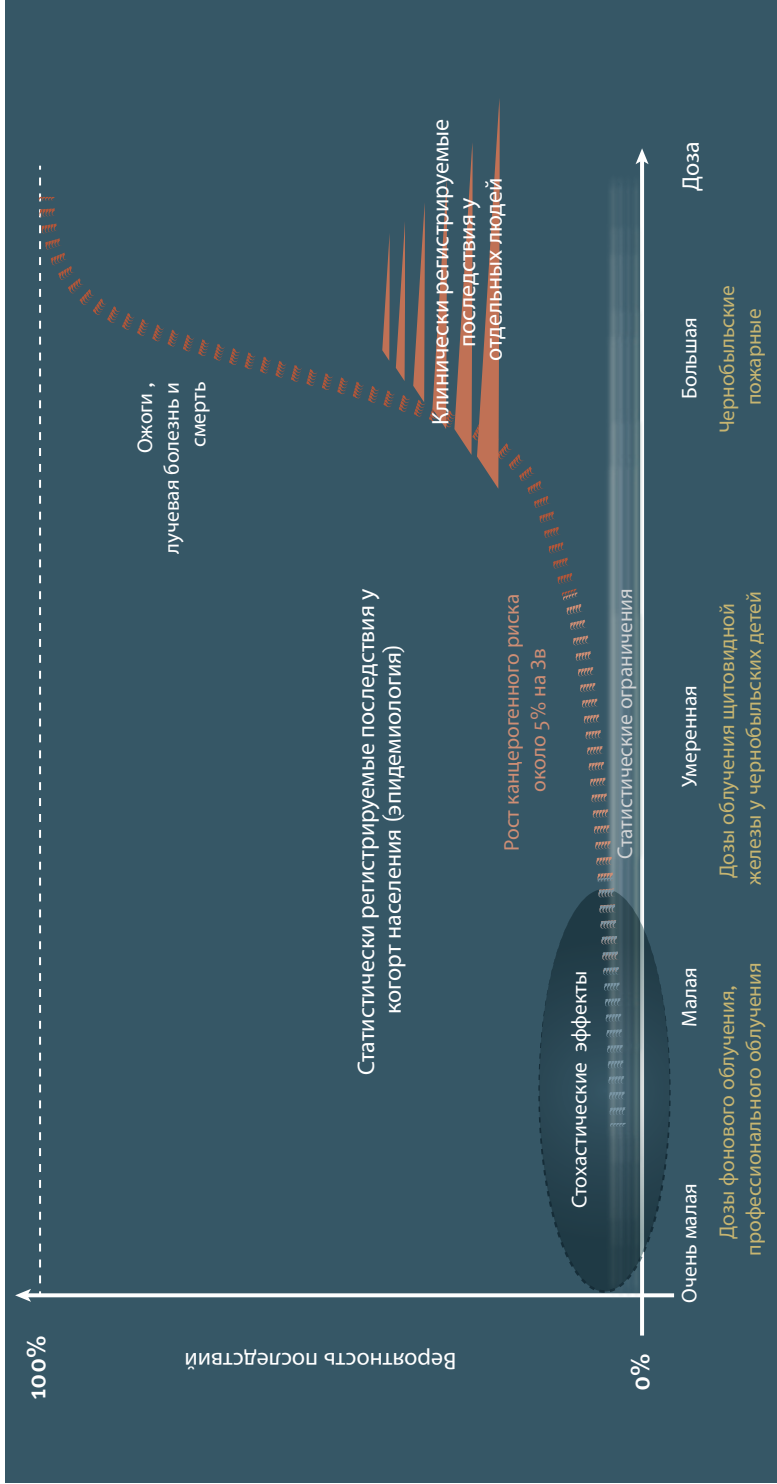 100%
Вероятность последствий
0%
Ожоги ,
лучевая болезнь и
смерть
Статистически регистрируемые последствия у
когорт населения (эпидемиология)
Клинически регистрируемые
последствия у
отдельных людей
Рост канцерогенного риска
около 5% на Зв
Стохастические эффекты
Статистические ограничения
Очень малая
Малая
Умеренная
Большая
Доза
Дозы фонового облучения,
профессионального облучения
Дозы облучения щитовидной
железы у чернобыльских детей
Чернобыльские
пожарные